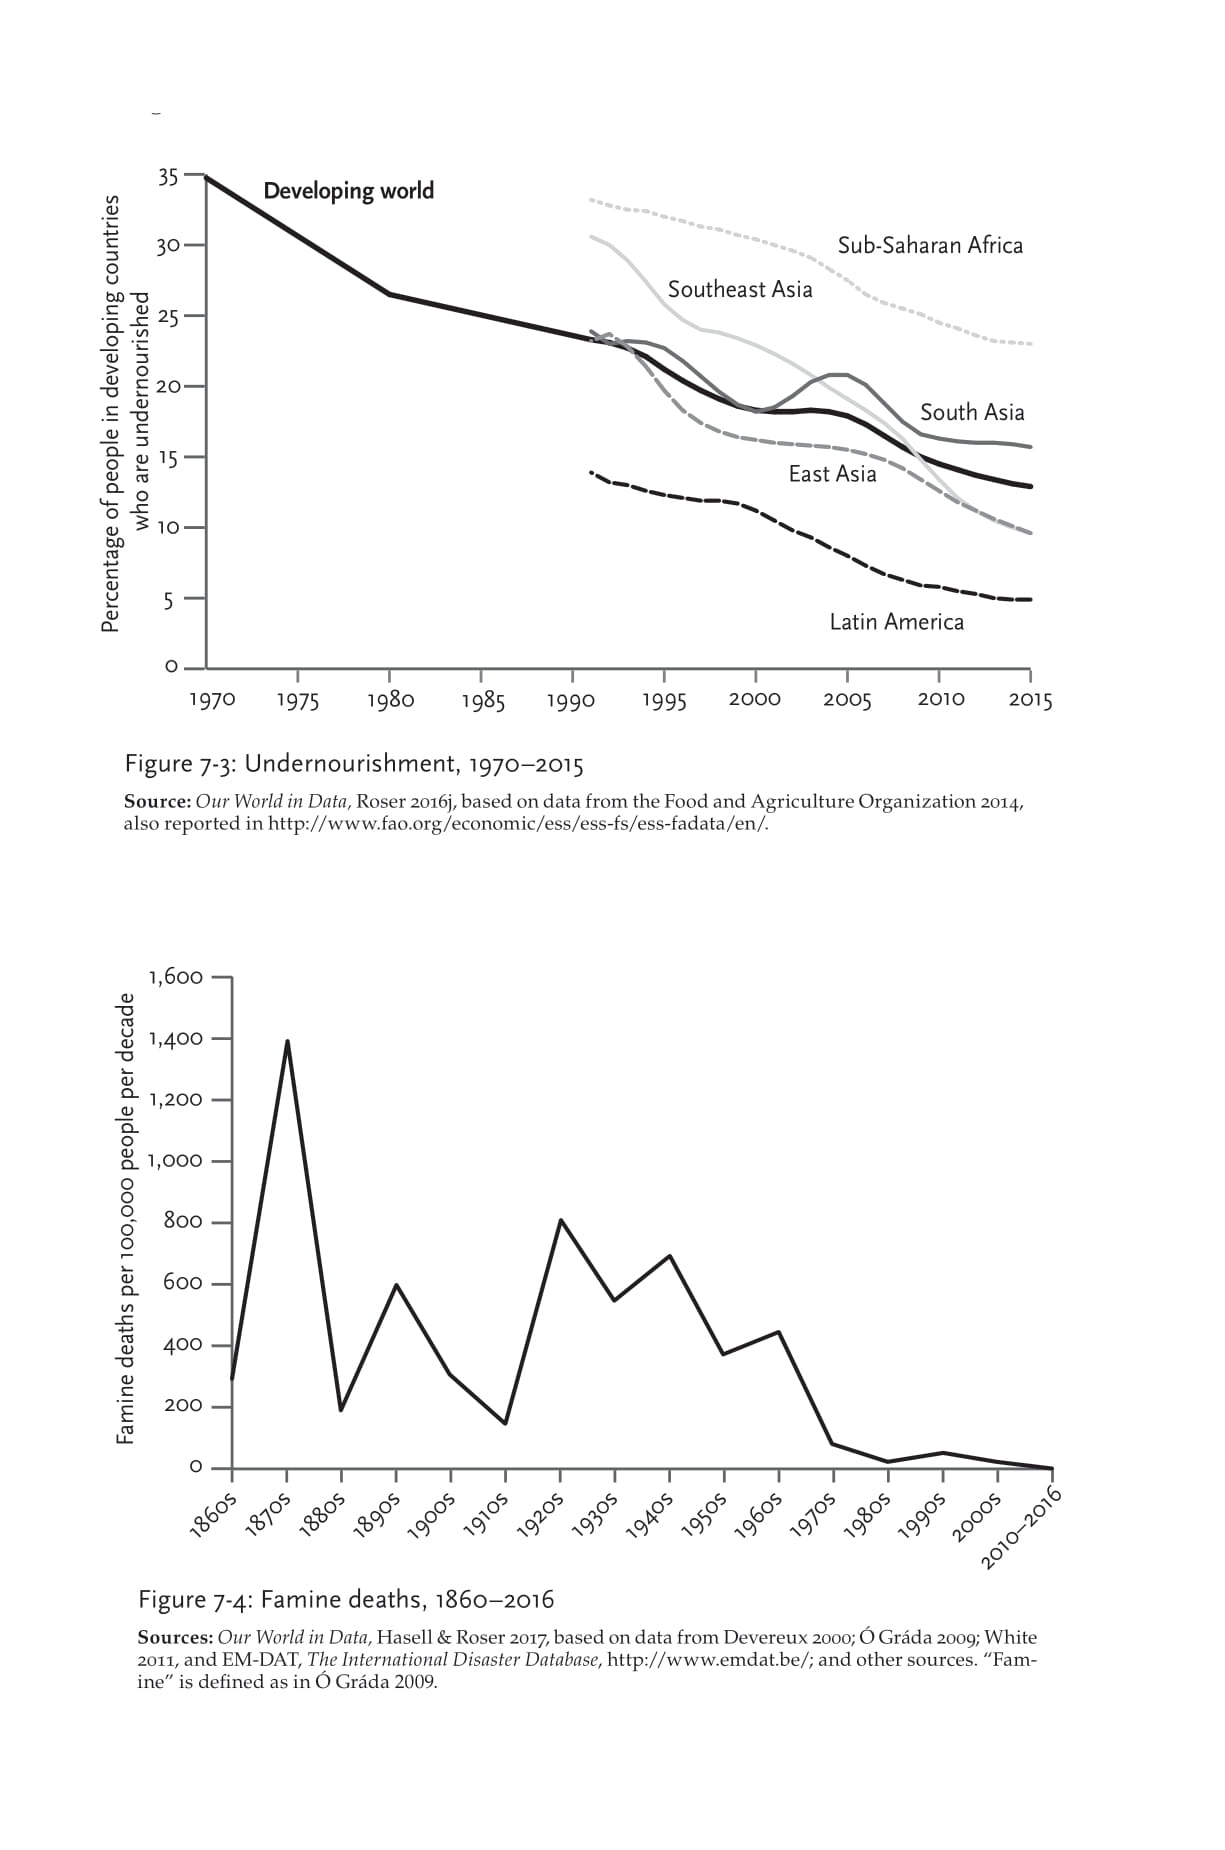 35
Developing world
30
Sub-Saharan Africa
Southeast Asia
25
20
South Asia
15
East Asia
10
5
Latin America
0
Percentage of people in developing countries
who are undernourished
1970 1975 1980 1985 1990 1995 2000 2005 2010 2015
Figure 7-3: Undernourishment, 1970–2015
Source: Our World in Data, Roser 2016j, based on data from the Food and Agriculture Organization 2014,
also reported in http://www.fao.org/economic/ess/ess-fs/ess-fadata/en/.
1,600
1,400
1,200
1,000
800
600
400
200
0
Famine deaths per 100,000 people per decade
1860s 1870s 1880s 1890s 1900s 1910s 1920s 1930s 1940s 1950s 1960s 1970s 1980s 1990s 2000s 2010–2016
Figure 7-4: Famine deaths, 1860–2016
Sources: Our World in Data, Hasell & Roser 2017, based on data from Devereux 2000; Ó Gráda 2009; White
2011, and EM-DAT, The International Disaster Database, http://www.emdat.be/; and other sources. “Fam-
ine” is defined as in Ó Gráda 2009.